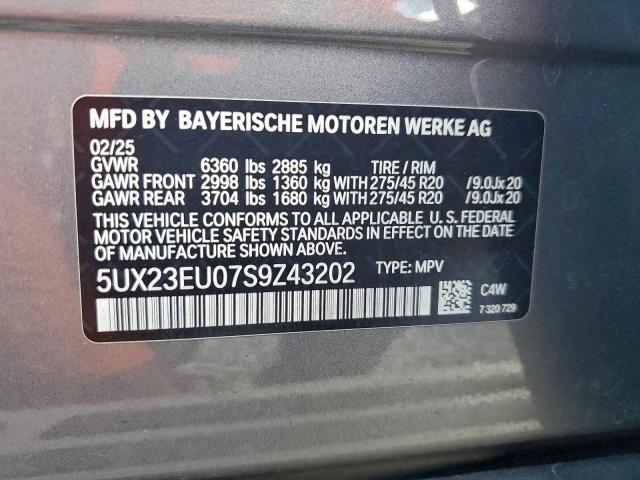 MFD BY BAYERISCHE MOTOREN WERKE AG
02/25
GVWR 6360 lbs 2885 kg TIRE / RIM
GAWR FRONT 2998 lbs 1360 kg WITH 275/45 R20 /9.0Jx20
GAWR REAR 3704 lbs 1680 kg WITH 275/45 R20 /9.0Jx20
THIS VEHICLE CONFORMS TO ALL APPLICABLE U. S. FEDERAL
MOTOR VEHICLE SAFETY STANDARDS IN EFFECT ON THE DATE
OF MANUFACTURE SHOWN ABOVE.
5UX23EU07S9Z43202 TYPE: MPV
C4W
7 320 729